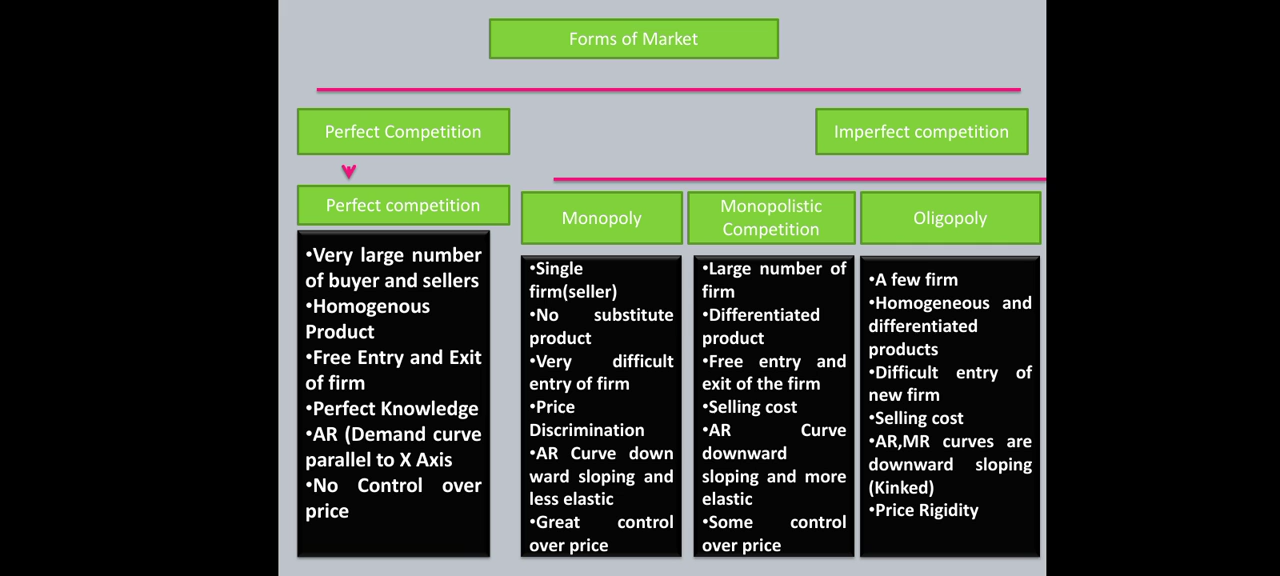 Forms of Market
Perfect Competition
Imperfect competition
Perfect competition
•Very large number
of buyer and sellers
•Homogenous
Product
•Free Entry and Exit
of firm
•Perfect Knowledge
•AR (Demand curve
parallel to X Axis
•No Control over
price
Monopoly
•Single
firm(seller)
•No substitute
product
•Very difficult
entry of firm
•Price
Discrimination
•AR Curve down
ward sloping and
less elastic
•Great control
over price
Monopolistic
Competition
•Large number of
firm
•Differentiated
product
•Free entry and
exit of the firm
•Selling cost
•AR Curve
downward
sloping and more
elastic
•Some control
over price
Oligopoly
•A few firm
•Homogeneous and
differentiated
products
•Difficult entry of
new firm
•Selling cost
•AR,MR curves are
downward sloping
(Kinked)
•Price Rigidity